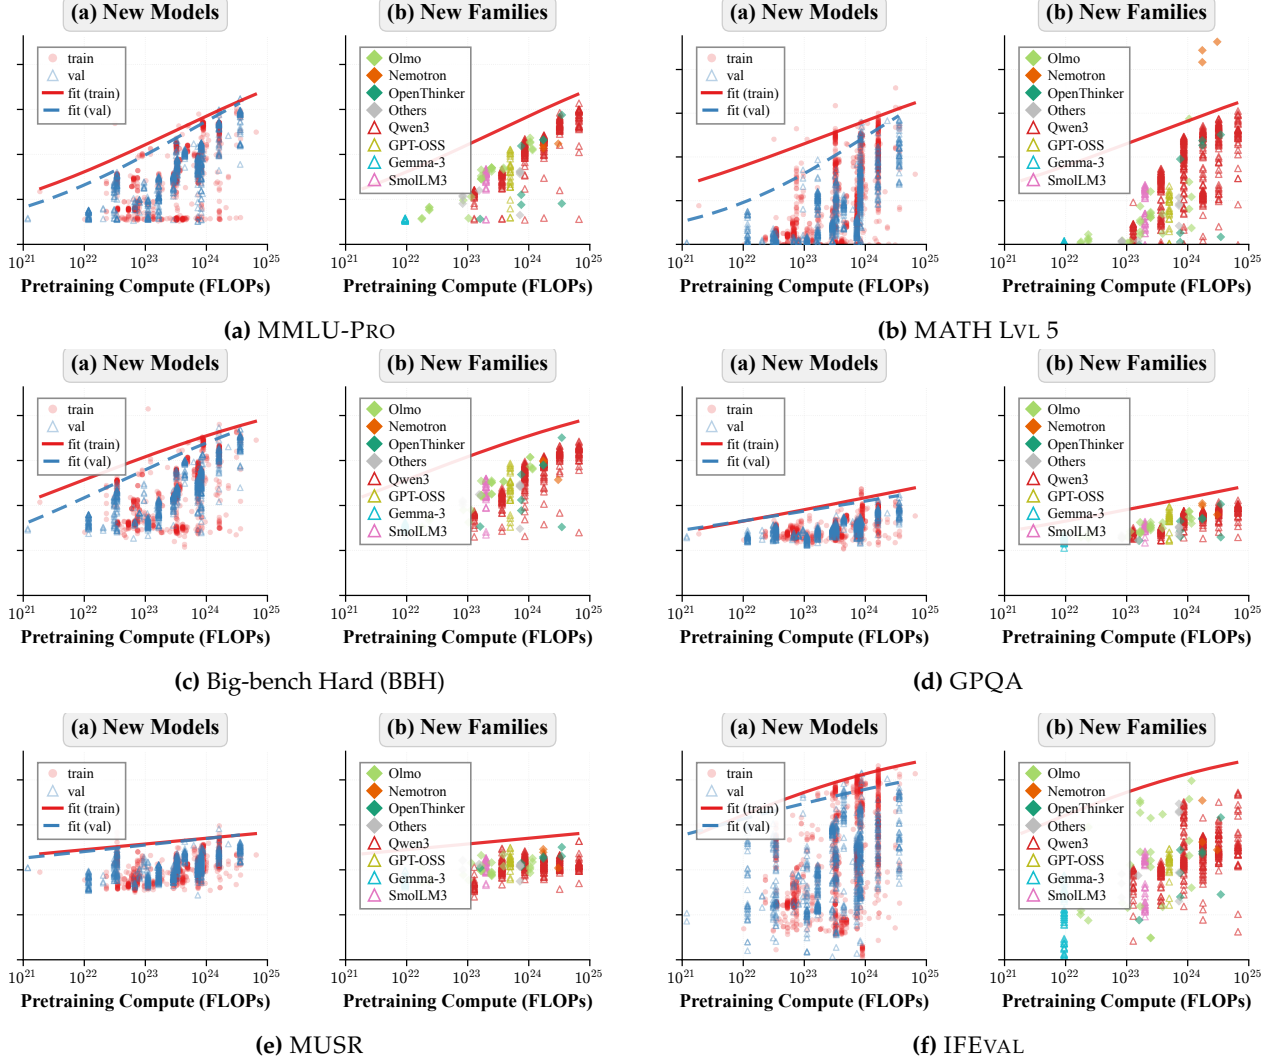 (a) New Models
(b) New Families
train
val
fit (train)
fit (val)
10^21 10^22 10^23 10^24 10^25
Pretraining Compute (FLOPs)
Olmo
Nemotron
OpenThinker
Others
Qwen3
GPT-OSS
Gemma-3
SmolLM3
10^21 10^22 10^23 10^24 10^25
Pretraining Compute (FLOPs)
(a) MMLU-PRO
(a) New Models
(b) New Families
train
val
fit (train)
fit (val)
10^21 10^22 10^23 10^24 10^25
Pretraining Compute (FLOPs)
Olmo
Nemotron
OpenThinker
Others
Qwen3
GPT-OSS
Gemma-3
SmolLM3
10^21 10^22 10^23 10^24 10^25
Pretraining Compute (FLOPs)
(b) MATH LVL 5
(a) New Models
(b) New Families
train
val
fit (train)
fit (val)
10^21 10^22 10^23 10^24 10^25
Pretraining Compute (FLOPs)
Olmo
Nemotron
OpenThinker
Others
Qwen3
GPT-OSS
Gemma-3
SmolLM3
10^21 10^22 10^23 10^24 10^25
Pretraining Compute (FLOPs)
(c) Big-bench Hard (BBH)
(a) New Models
(b) New Families
train
val
fit (train)
fit (val)
10^21 10^22 10^23 10^24 10^25
Pretraining Compute (FLOPs)
Olmo
Nemotron
OpenThinker
Others
Qwen3
GPT-OSS
Gemma-3
SmolLM3
10^21 10^22 10^23 10^24 10^25
Pretraining Compute (FLOPs)
(d) GPQA
(a) New Models
(b) New Families
train
val
fit (train)
fit (val)
10^21 10^22 10^23 10^24 10^25
Pretraining Compute (FLOPs)
Olmo
Nemotron
OpenThinker
Others
Qwen3
GPT-OSS
Gemma-3
SmolLM3
10^21 10^22 10^23 10^24 10^25
Pretraining Compute (FLOPs)
(e) MUSR
(a) New Models
(b) New Families
train
val
fit (train)
fit (val)
10^21 10^22 10^23 10^24 10^25
Pretraining Compute (FLOPs)
Olmo
Nemotron
OpenThinker
Others
Qwen3
GPT-OSS
Gemma-3
SmolLM3
10^21 10^22 10^23 10^24 10^25
Pretraining Compute (FLOPs)
(f) IFEVAL